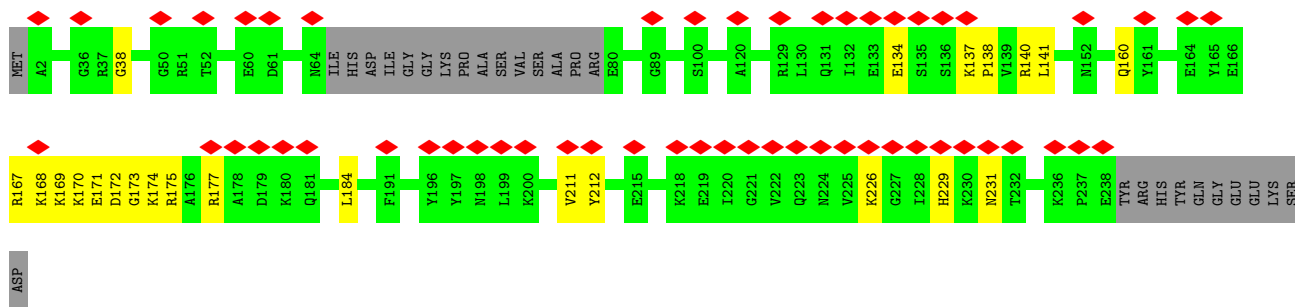 MET A2 G36 R37 G38 G50 R51 T52 E60 D61 N64 ILE HIS ASP ILE GLY GLY LYS PRO ALA SER VAL SER ALA PRO ARG E80 G89 S100 A120 R129 L130 Q131 I132 E133 E134 S135 S136 K137 P138 V139 R140 L141 N152 Q160 Y161 E164 Y165 E166
R167 K168 K169 K170 E171 D172 G173 K174 R175 A176 R177 A178 D179 K180 Q181 L184 F191 Y196 Y197 N198 L199 K200 V211 Y212 E215 K218 E219 I220 G221 V222 Q223 N224 V225 K226 G227 I228 H229 K230 N231 T232 K236 P237 E238 TYR ARG HIS TYR GLN GLY GLU GLU LYS SER
ASP